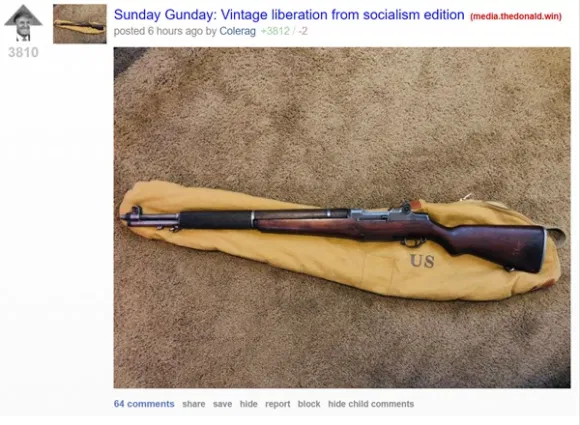 Sunday Gunday: Vintage liberation from socialism edition (media.thedonald.win)
posted 6 hours ago by Colerag +3812 / -2
3810
US
64 comments share save hide report block hide child comments